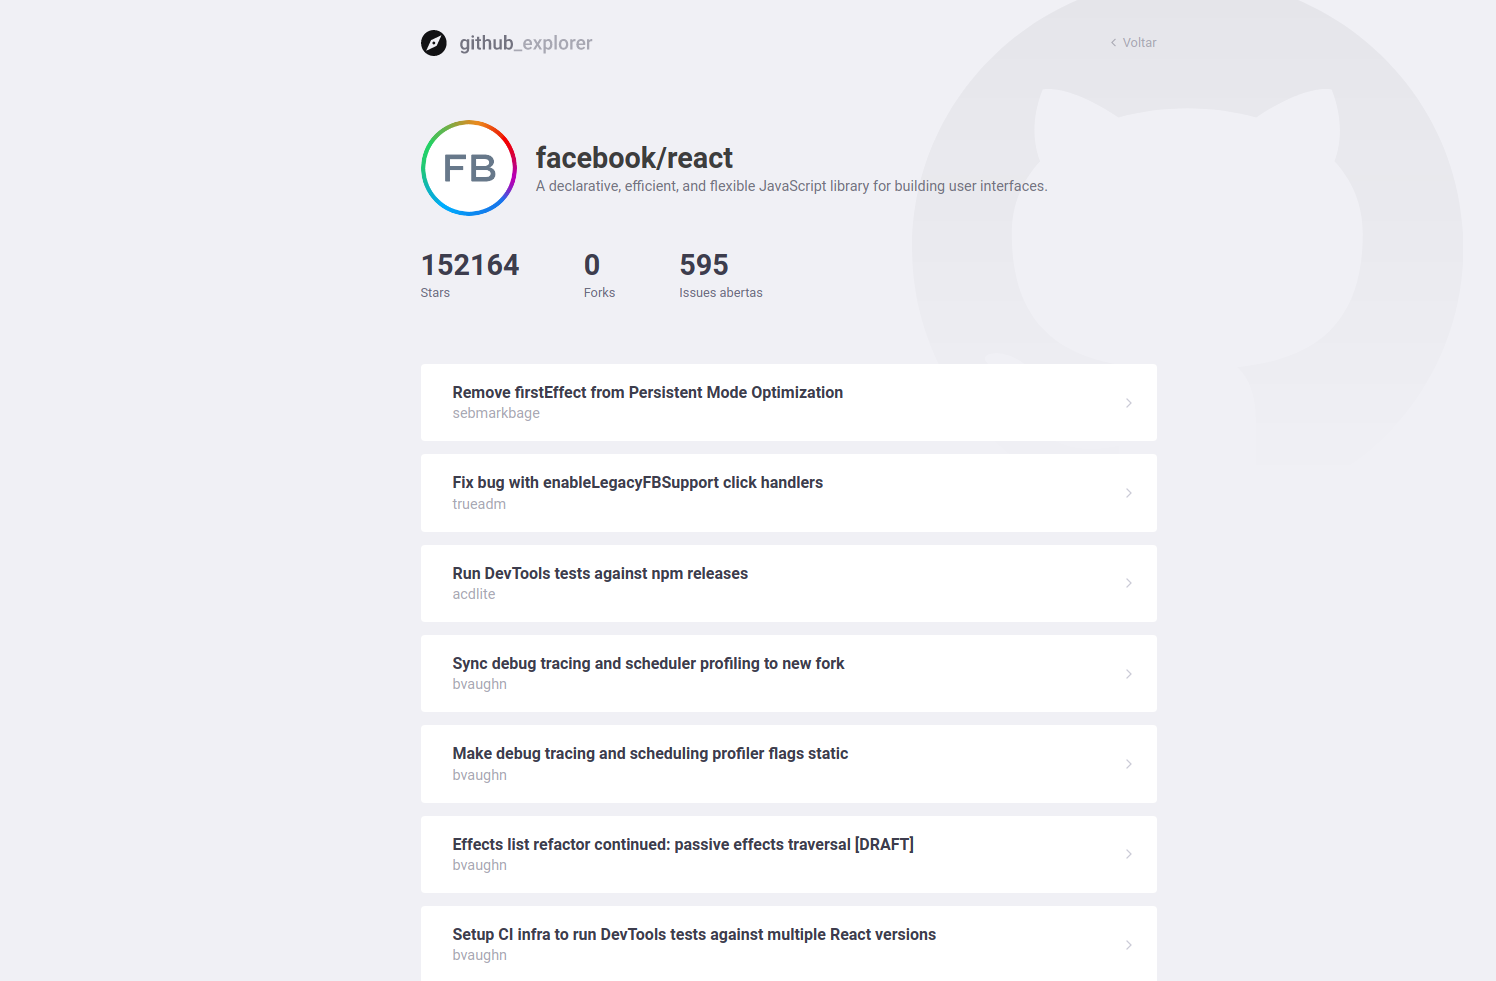 github_explorer
Voltar
FB
facebook/react
A declarative, efficient, and flexible JavaScript library for building user interfaces.
152164 0 595
Stars Forks Issues abertas
Remove firstEffect from Persistent Mode Optimization
sebmarkbage
Fix bug with enableLegacyFBSupport click handlers
trueadm
Run DevTools tests against npm releases
acdlite
Sync debug tracing and scheduler profiling to new fork
bvaughn
Make debug tracing and scheduling profiler flags static
bvaughn
Effects list refactor continued: passive effects traversal [DRAFT]
bvaughn
Setup CI infra to run DevTools tests against multiple React versions
bvaughn